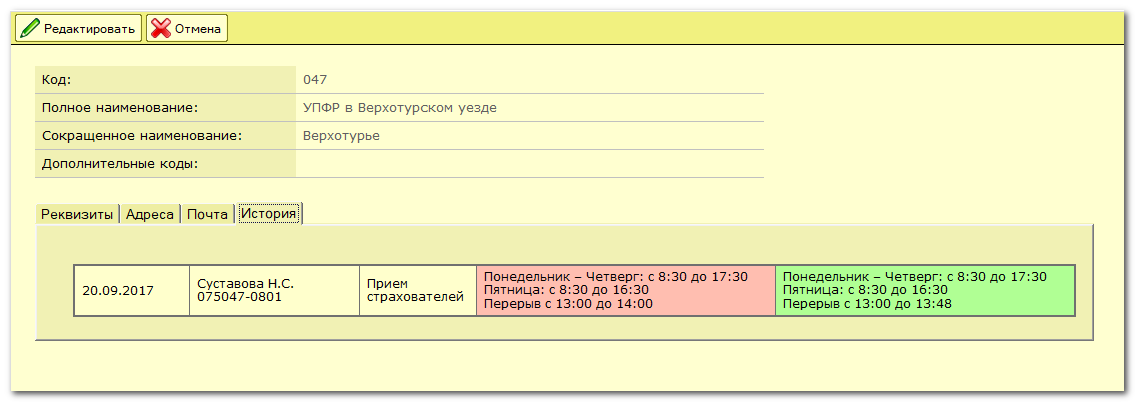 Редактировать Отмена
Код: 047
Полное наименование: УПФР в Верхотурском уезде
Сокращенное наименование: Верхотурье
Дополнительные коды:
Реквизиты Адреса Почта История
20.09.2017
Суставова Н.С.
075047-0801
Прием
страхователей
Понедельник – Четверг: с 8:30 до 17:30
Пятница: с 8:30 до 16:30
Перерыв с 13:00 до 14:00
Понедельник – Четверг: с 8:30 до 17:30
Пятница: с 8:30 до 16:30
Перерыв с 13:00 до 13:48